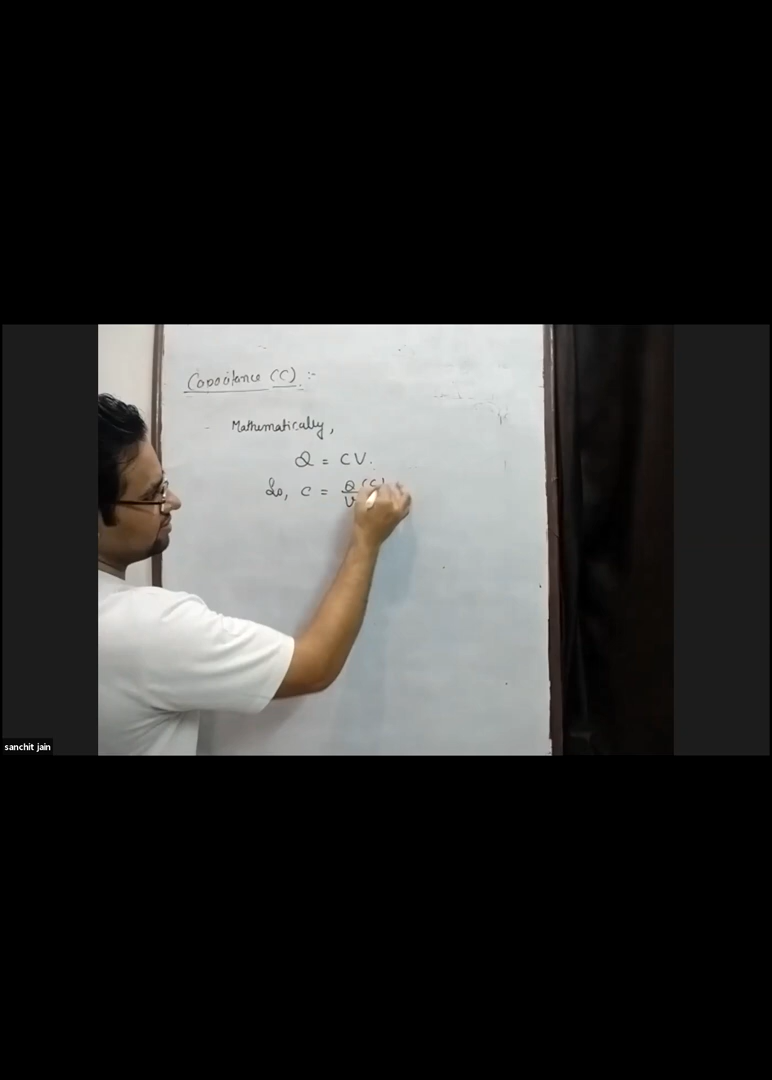 Capacitance (C) :-
Mathematically,
Q = CV.
So, C = Q (C)
V
sanchit jain